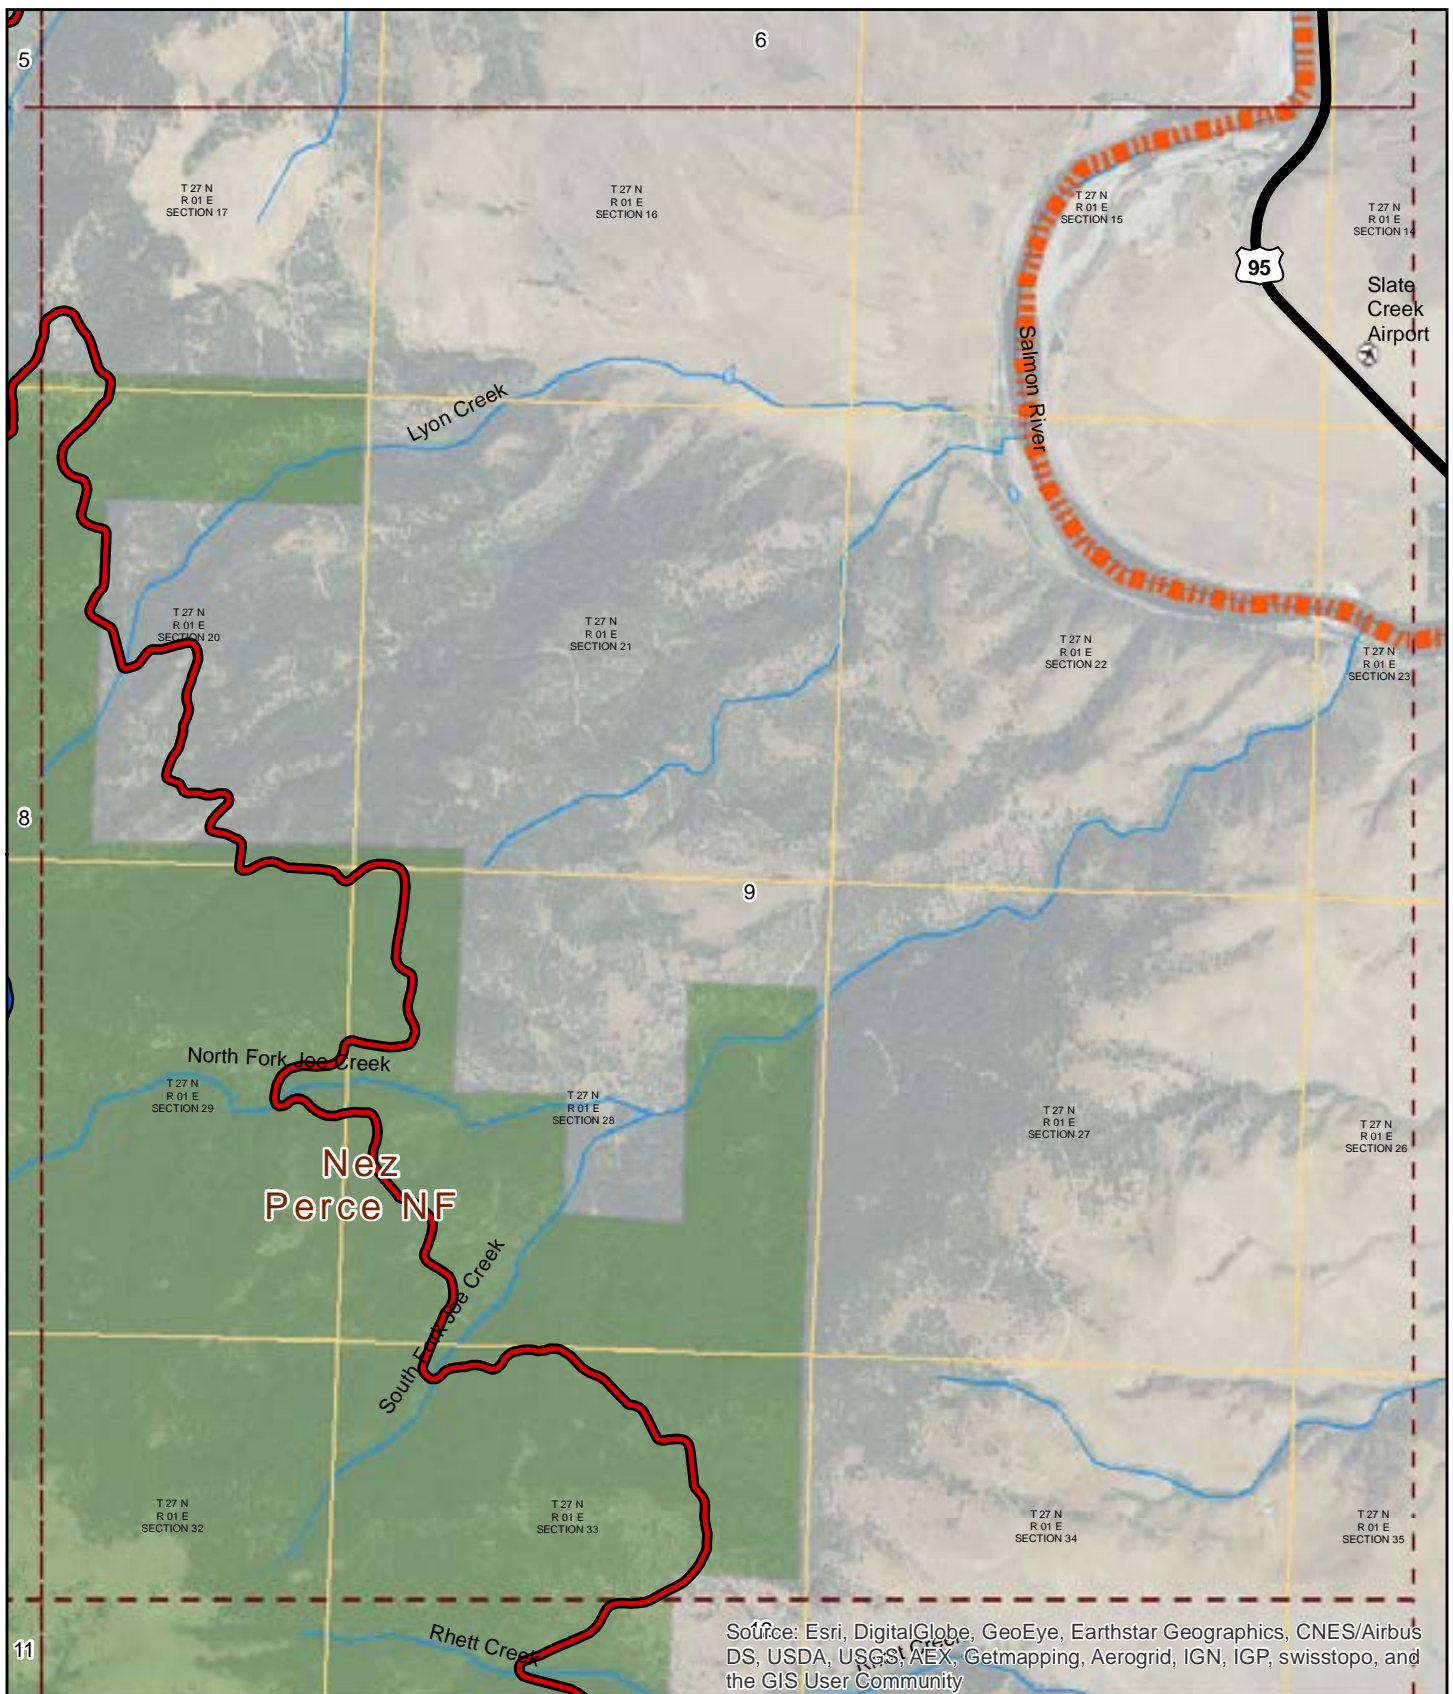 6
5
T 27 N
R 01 E
SECTION 17
T 27 N
R 01 E
SECTION 16
T 27 N
R 01 E
SECTION 15
T 27 N
R 01 E
SECTION 14
95
Slate
Creek
Airport
Salmon River
Lyon Creek
T 27 N
R 01 E
SECTION 20
T 27 N
R 01 E
SECTION 21
T 27 N
R 01 E
SECTION 22
T 27 N
R 01 E
SECTION 23
8
9
North Fork Joe Creek
T 27 N
R 01 E
SECTION 29
T 27 N
R 01 E
SECTION 28
T 27 N
R 01 E
SECTION 27
T 27 N
R 01 E
SECTION 26
Nez
Perce NF
South Fork Joe Creek
T 27 N
R 01 E
SECTION 32
T 27 N
R 01 E
SECTION 33
T 27 N
R 01 E
SECTION 34
T 27 N
R 01 E
SECTION 35
11
Rhett Creek
Source: Esri, DigitalGlobe, GeoEye, Earthstar Geographics, CNES/Airbus
DS, USDA, USGS, AEX, Getmapping, Aerogrid, IGN, IGP, swisstopo, and
the GIS User Community